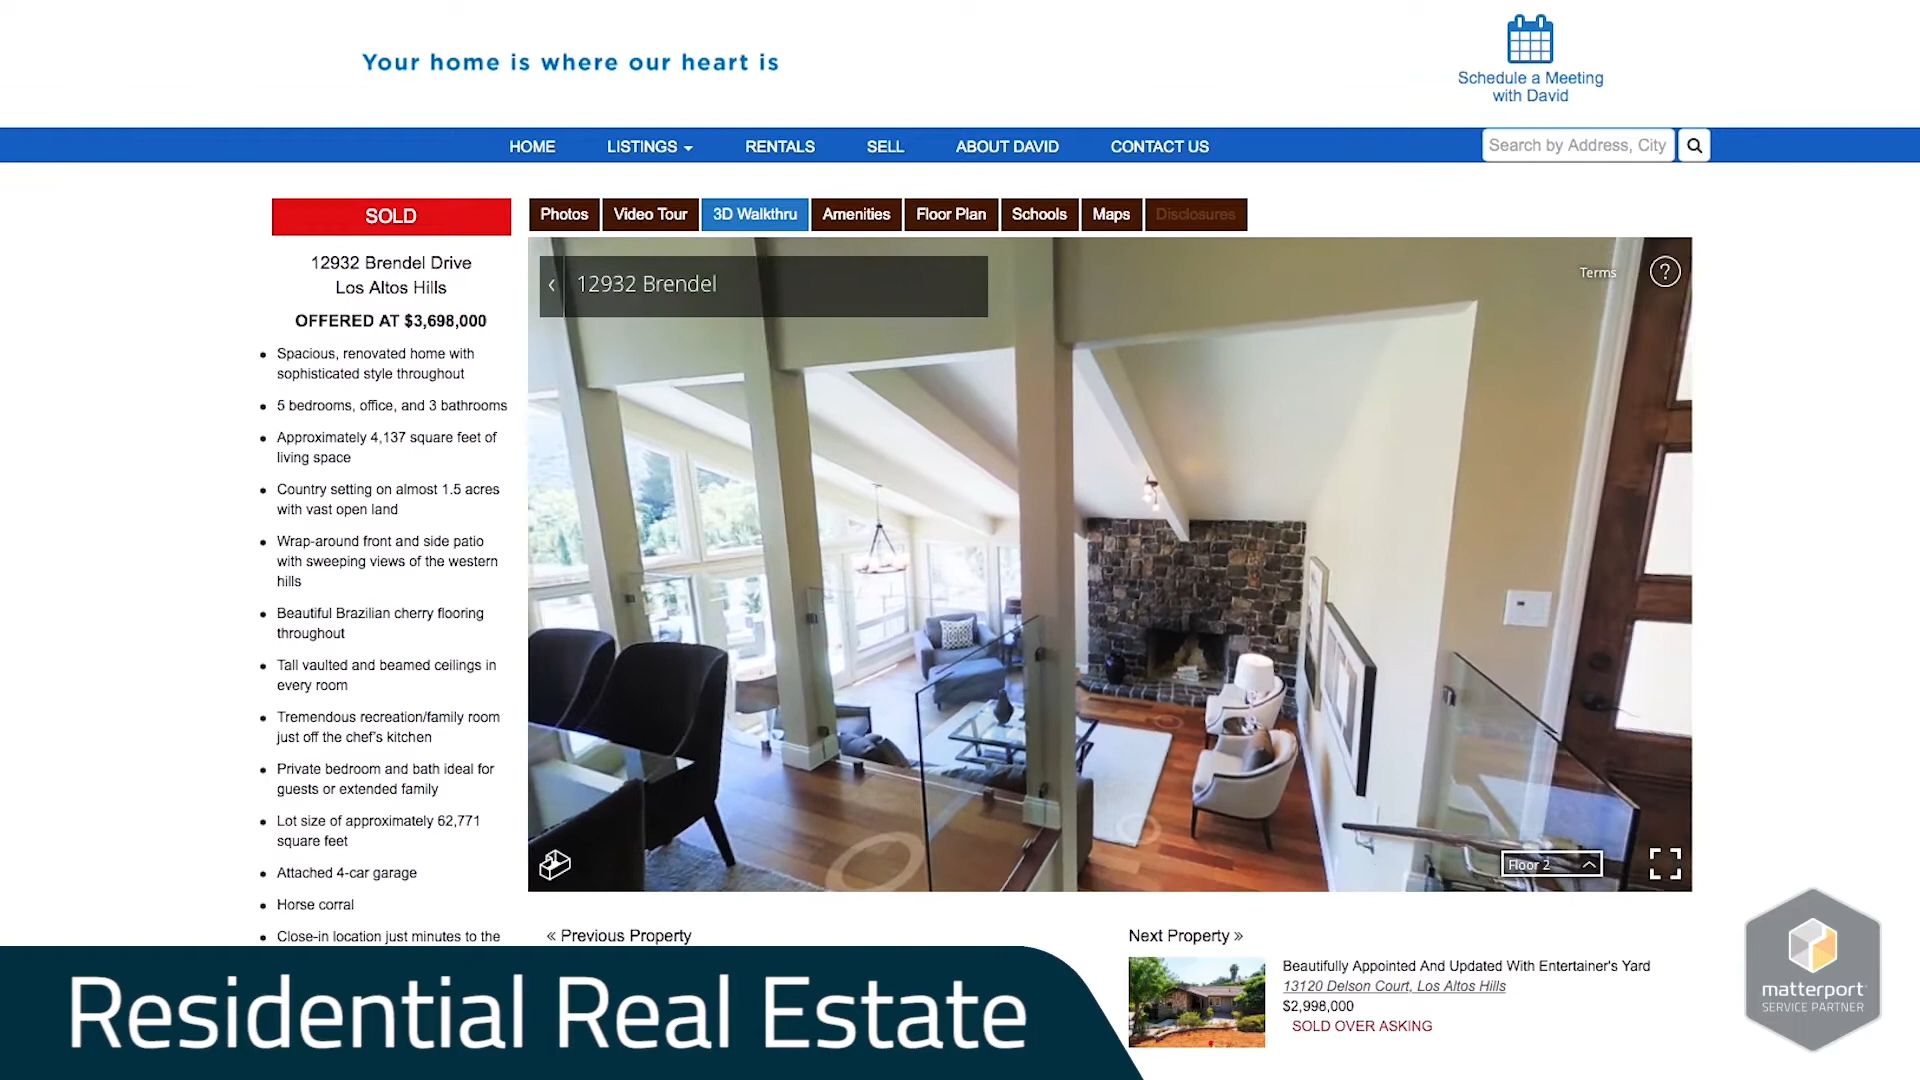 Your home is where our heart is
Schedule a Meeting
with David
HOME
LISTINGS
RENTALS
SELL
ABOUT DAVID
CONTACT US
Search by Address, City
SOLD
12932 Brendel Drive
Los Altos Hills
OFFERED AT $3,698,000
Spacious, renovated home with
sophisticated style throughout
5 bedrooms, office, and 3 bathrooms
Approximately 4,137 square feet of
living space
Country setting on almost 1.5 acres
with vast open land
Wrap-around front and side patio
with sweeping views of the western
hills
Beautiful Brazilian cherry flooring
throughout
Tall vaulted and beamed ceilings in
every room
Tremendous recreation/family room
just off the chef's kitchen
Private bedroom and bath ideal for
guests or extended family
Lot size of approximately 62,771
square feet
Attached 4-car garage
Horse corral
Close-in location just minutes to the
Photos
Video Tour
3D Walkthru
Amenities
Floor Plan
Schools
Maps
Disclosures
‹ 12932 Brendel
Terms
?
Floor 2
« Previous Property
Next Property »
Beautifully Appointed And Updated With Entertainer's Yard
13120 Delson Court, Los Altos Hills
$2,998,000
SOLD OVER ASKING
Residential Real Estate
matterport
SERVICE PARTNER